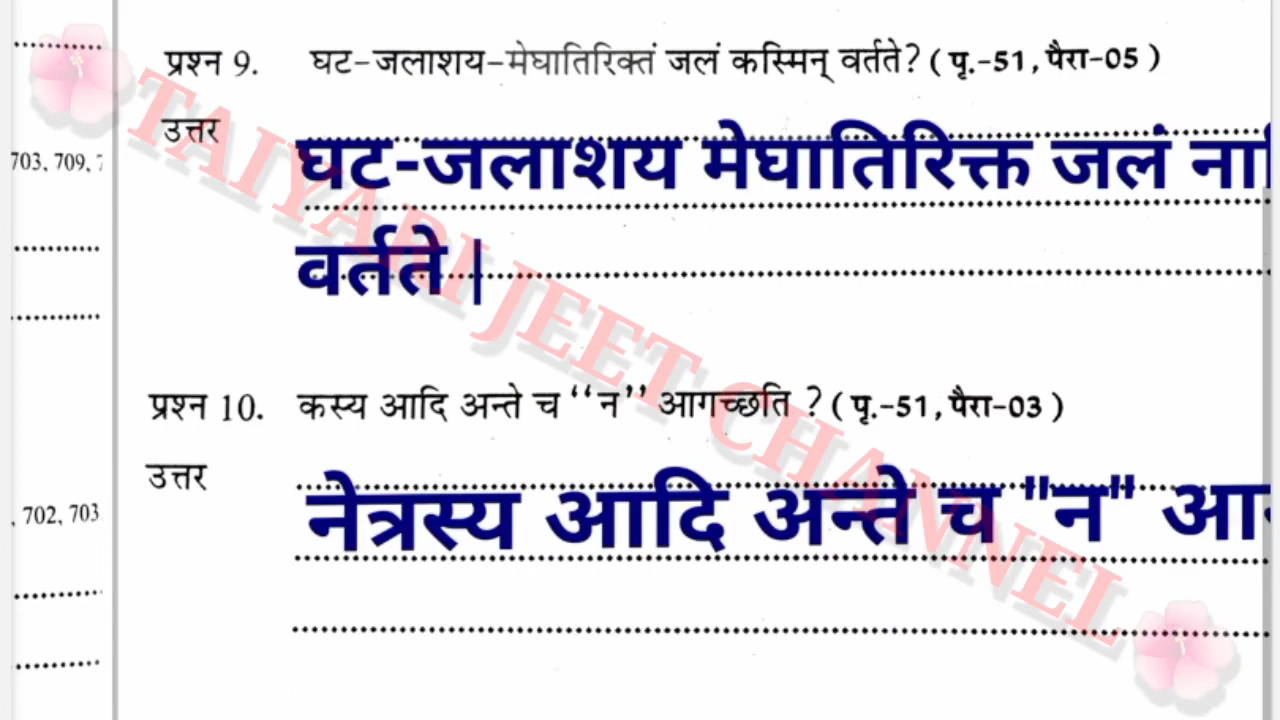 प्रश्न 9. घट-जलाशय-मेघातिरिक्तं जलं कस्मिन् वर्तते? ( पृ.-51, पैरा-05 )
उत्तर
703, 709,
घट-जलाशय मेघातिरिक्त जलं
वर्तते |
प्रश्न 10. कस्य आदि अन्ते च ‘‘न’’ आगच्छति ? ( पृ.-51, पैरा-03 )
उत्तर
, 702, 703
नेत्रस्य आदि अन्ते च "न"
TAIYARI JEET CHANNEL